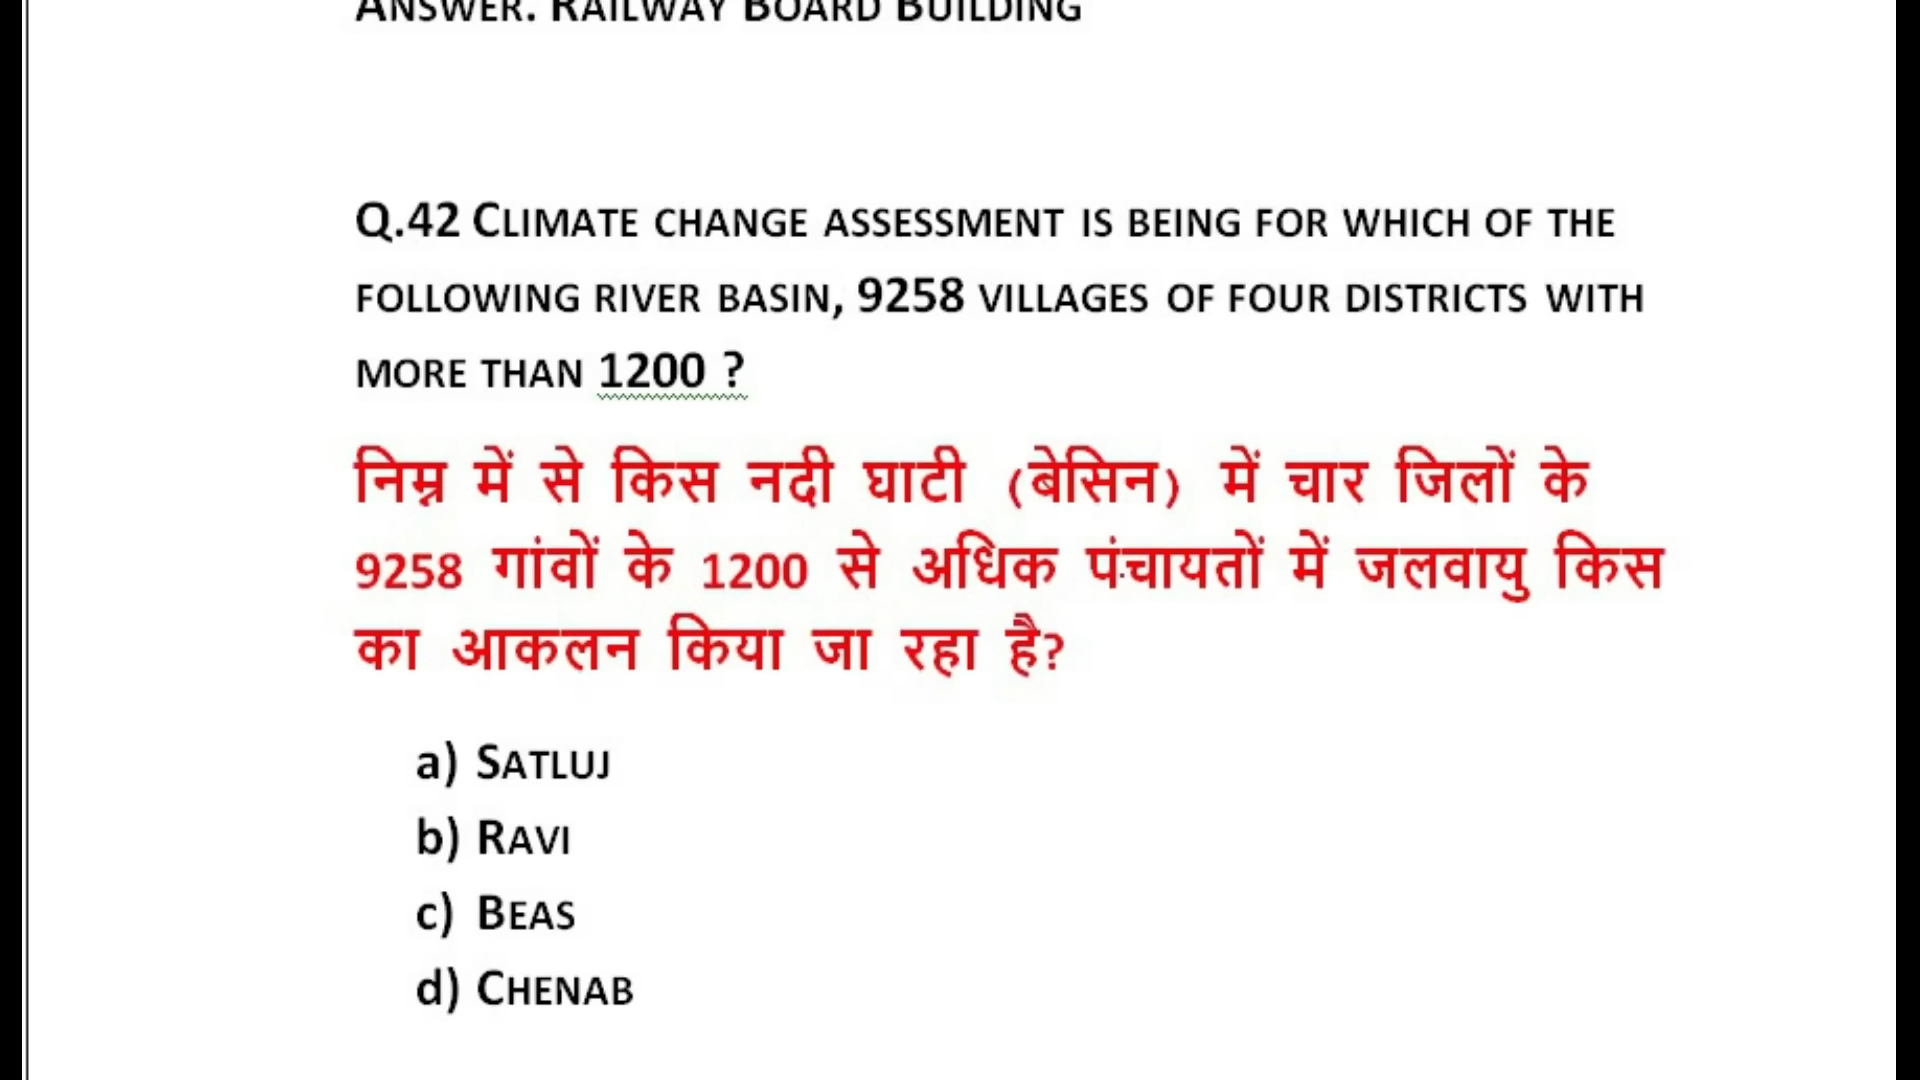 ANSWER. RAILWAY BOARD BUILDING
Q.42 CLIMATE CHANGE ASSESSMENT IS BEING FOR WHICH OF THE
FOLLOWING RIVER BASIN, 9258 VILLAGES OF FOUR DISTRICTS WITH
MORE THAN 1200 ?
निम्न में से किस नदी घाटी (बेसिन) में चार जिलों के
9258 गांवों के 1200 से अधिक पंचायतों में जलवायु किस
का आकलन किया जा रहा है?
a) SATLUJ
b) RAVI
c) BEAS
d) CHENAB